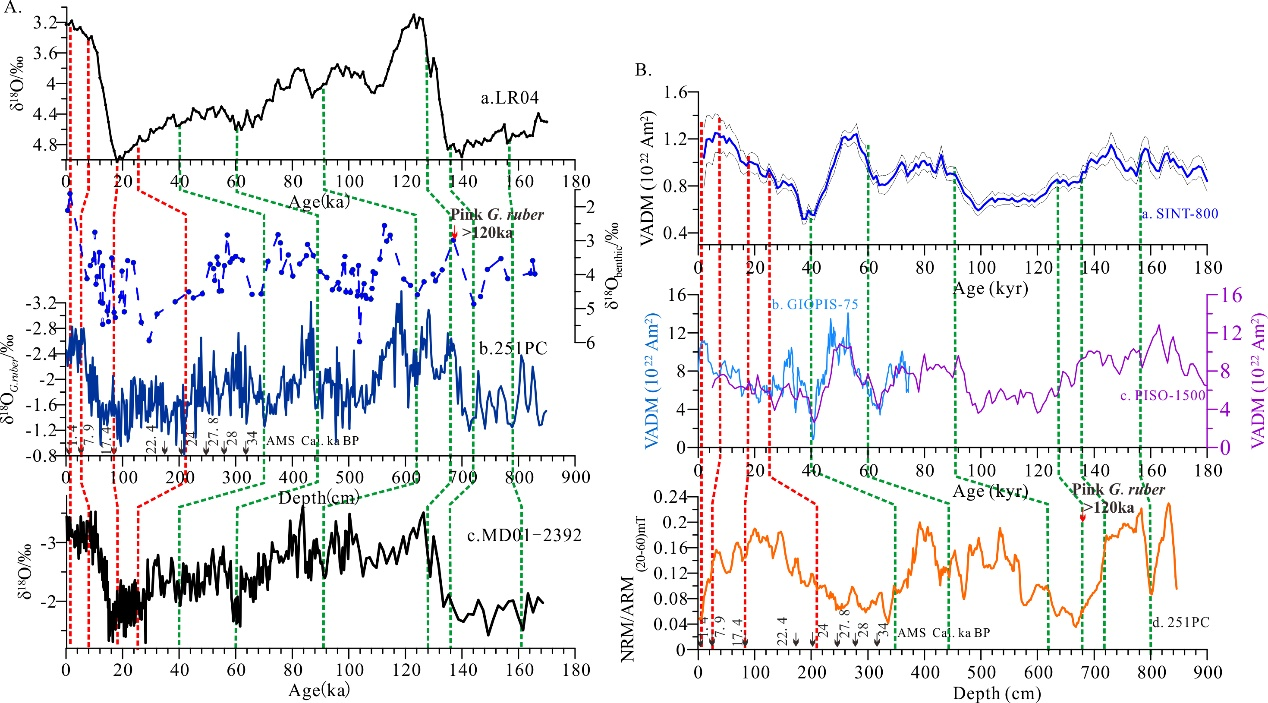 A.
3.2
3.6
4
4.4
4.8
δ¹⁸O/‰
a.LR04
0 20 40 60 80 100 120 140 160 180
Age(ka)
Pink G. ruber
>120ka
2
3
4
5
6
δ¹⁸Obenthic/‰
-3.2
-2.8
-2.4
-2
-1.6
-1.2
-0.8
δ¹⁸OG.ruber/‰
b.251PC
7.9 17.4 22.4 24 27.8 28 34 AMS Cal. ka BP
0 100 200 300 400 500 600 700 800 900
Depth(cm)
-3
-2
δ¹⁸O/‰
c.MD01-2392
0 20 40 60 80 100 120 140 160 180
Age(ka)
B.
1.6
1.2
0.8
0.4
VADM (10²² Am²)
a. SINT-800
0 20 40 60 80 100 120 140 160 180
Age (kyr)
16
12
8
4
0
VADM (10²² Am²)
b. GIOPIS-75
c. PISO-1500
16
12
8
4
0
VADM (10²² Am²)
0 20 40 60 80 100 120 140 160 180
Age (kyr)
Pink G. ruber
>120ka
0.24
0.2
0.16
0.12
0.08
0.04
0
NRM/ARM (20-60)mT
7.9 17.4 22.4 24 27.8 28 34 AMS Cal. ka BP
d. 251PC
0 100 200 300 400 500 600 700 800 900
Depth (cm)